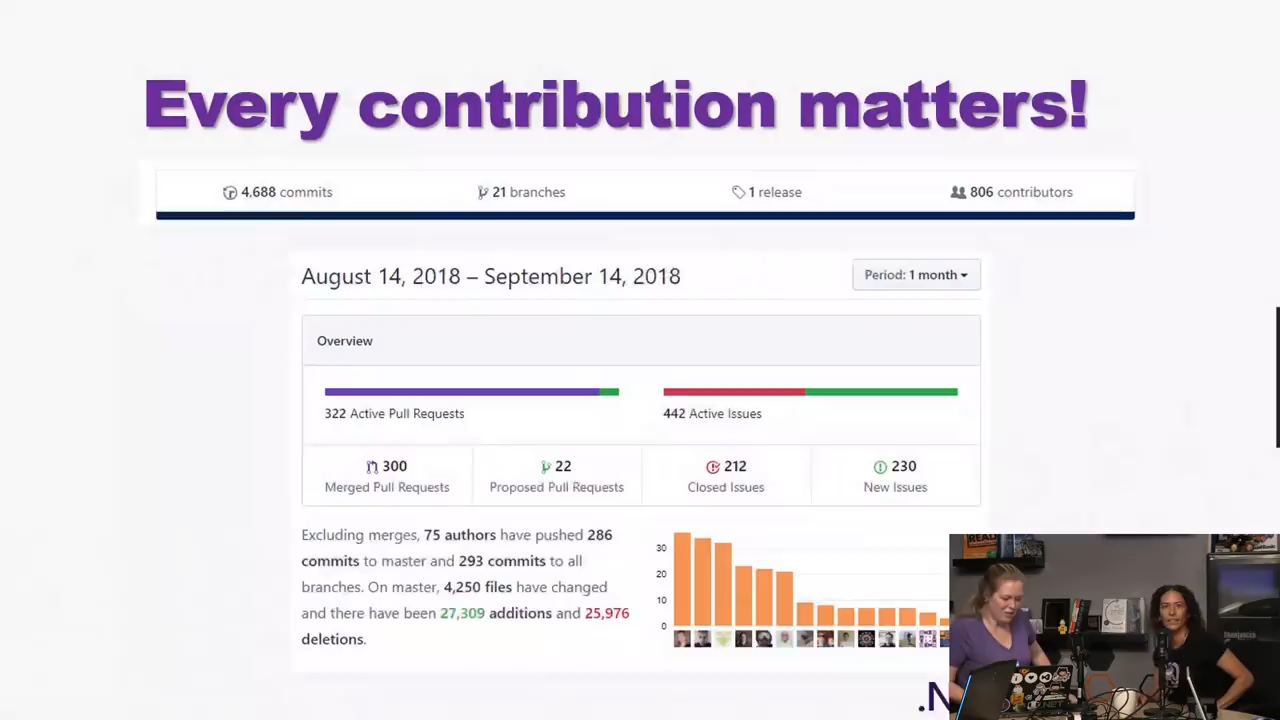 Every contribution matters!
4,688 commits
21 branches
1 release
806 contributors
August 14, 2018 – September 14, 2018
Period: 1 month
Overview
322 Active Pull Requests
442 Active Issues
300
Merged Pull Requests
22
Proposed Pull Requests
212
Closed Issues
230
New Issues
Excluding merges, 75 authors have pushed 286
commits to master and 293 commits to all
branches. On master, 4,250 files have changed
and there have been 27,309 additions and 25,976
deletions.
30
20
10
0
.N
READ
.NET